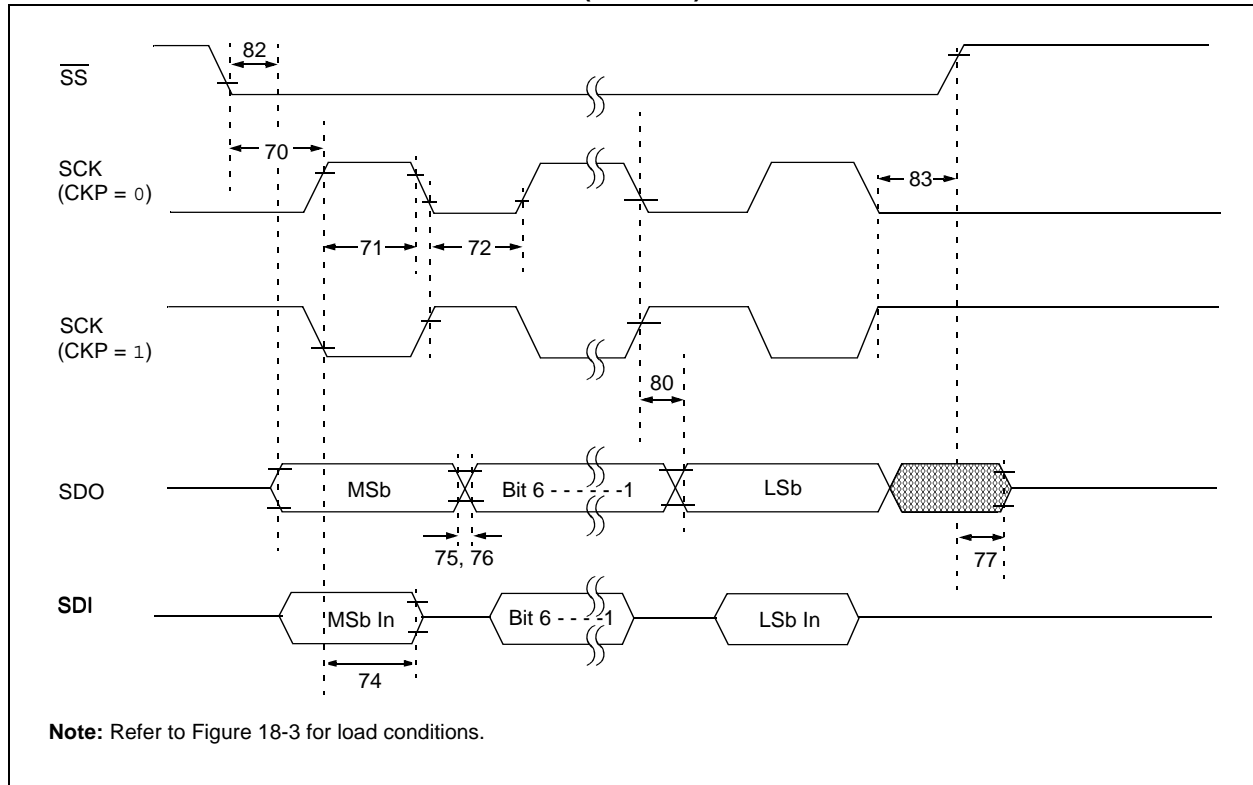 82
SS
70
SCK
(CKP = 0)
83
71
72
SCK
(CKP = 1)
80
SDO
MSb
Bit 6 - - - - - -1
LSb
75, 76
77
SDI
MSb In
Bit 6 - - - -1
LSb In
74
Note: Refer to Figure 18-3 for load conditions.